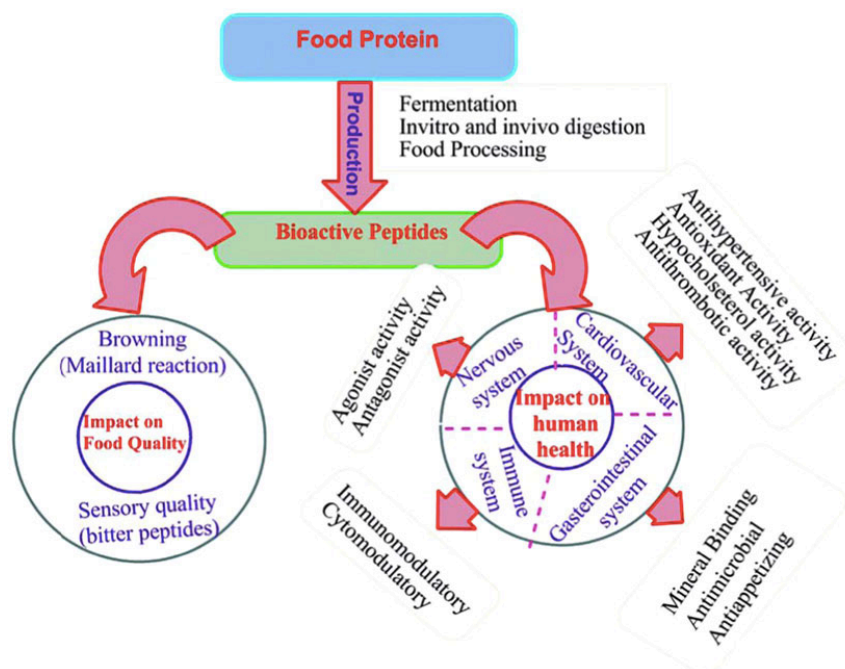 Food Protein
Production
Fermentation
Invitro and invivo digestion
Food Processing
Bioactive Peptides
Browning
(Maillard reaction)
Impact on
Food Quality
Sensory quality
(bitter peptides)
Agonist activity
Antagonist activity
Nervous
system
Cardiovascular
System
Impact on
human
health
Immune
system
Gasterointestinal
system
Antihypertensive activity
Antioxidant Activity
Hypocholseterol activity
Antithrombotic activity
Immunomodulatory
Cytomodulatory
Mineral Binding
Antimicrobial
Antiappetizing